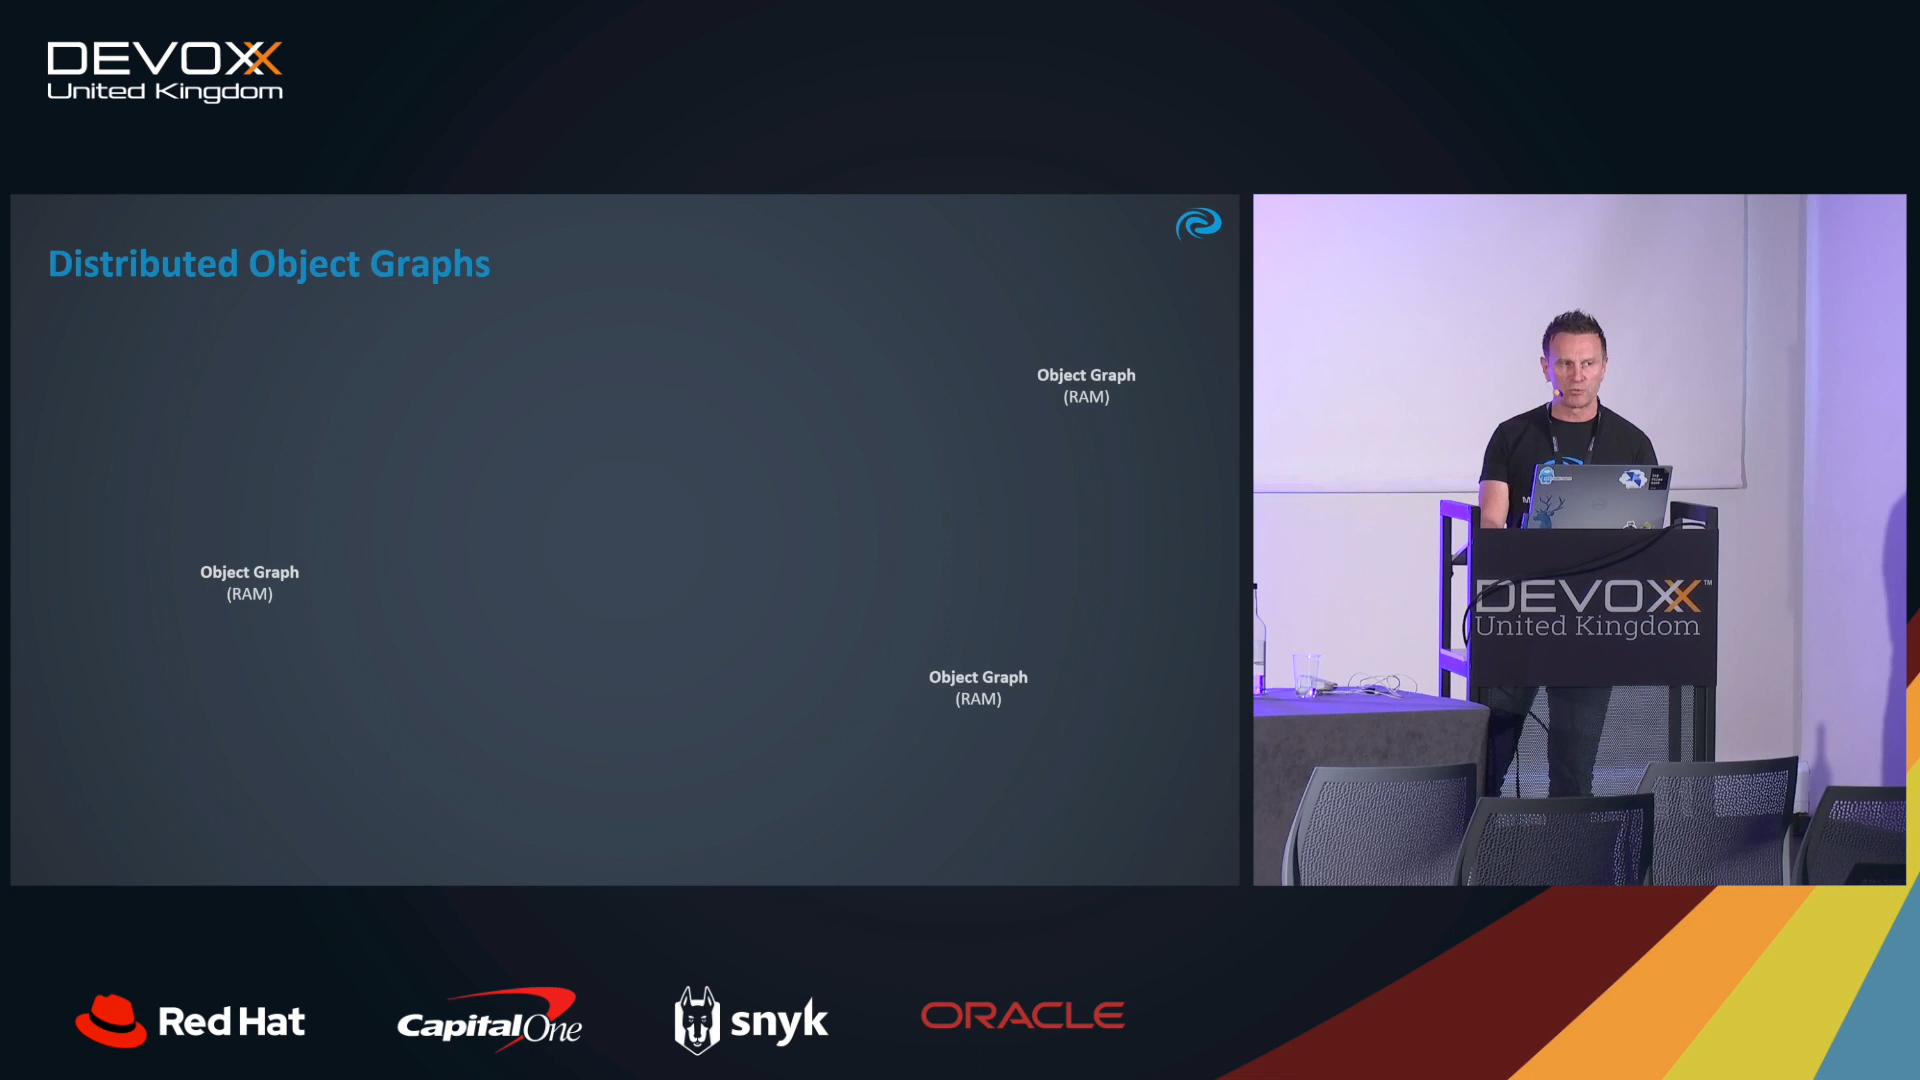 DEVOXX
United Kingdom
Distributed Object Graphs
Object Graph
(RAM)
Object Graph
(RAM)
Object Graph
(RAM)
DEVOXX™
United Kingdom
Red Hat
Capital One
snyk
ORACLE